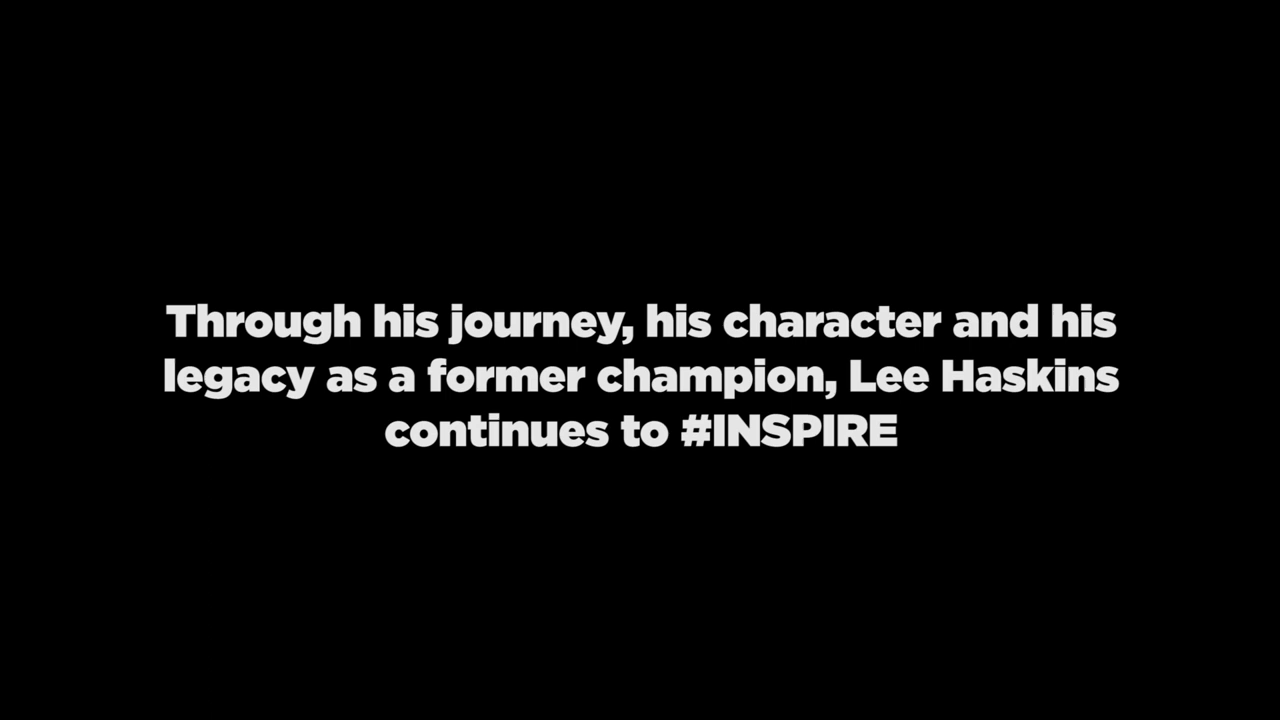 Through his journey, his character and his
legacy as a former champion, Lee Haskins
continues to #INSPIRE